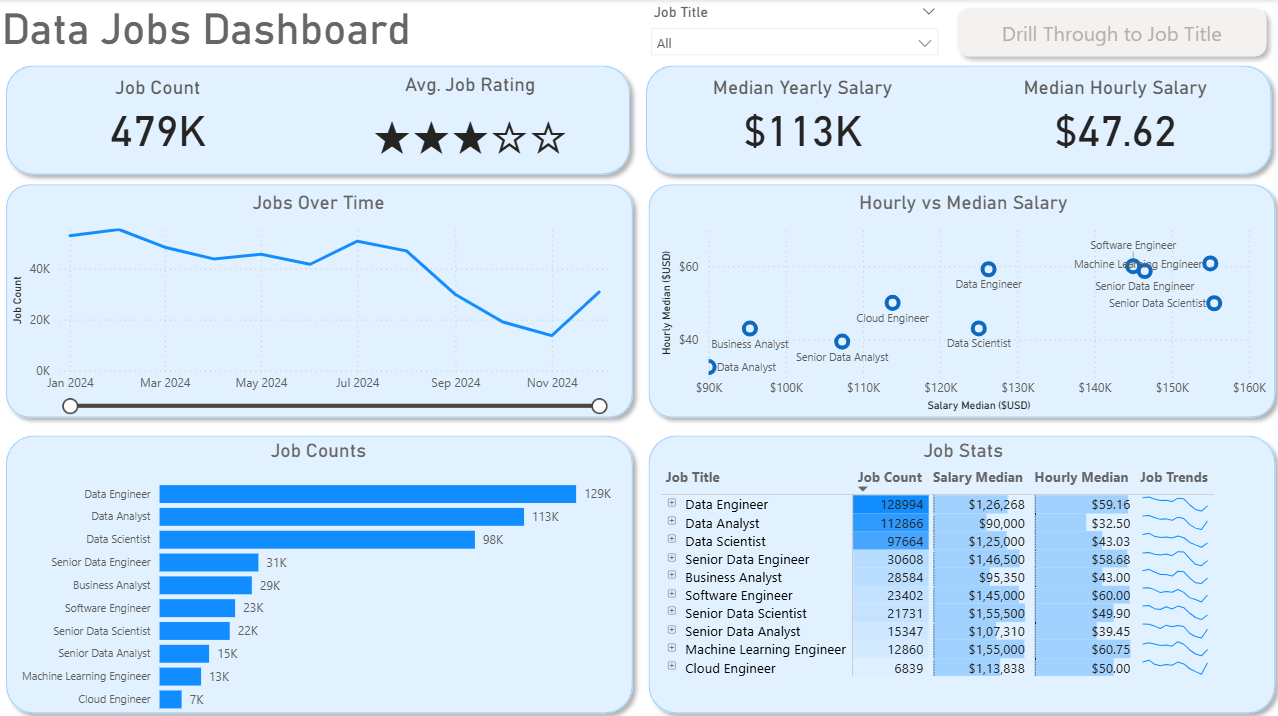 Data Jobs Dashboard
Job Title
All
Drill Through to Job Title
Job Count
479K
Avg. Job Rating
Median Yearly Salary
$113K
Median Hourly Salary
$47.62
Jobs Over Time
Job Count
40K
20K
0K
Jan 2024 Mar 2024 May 2024 Jul 2024 Sep 2024 Nov 2024
Hourly vs Median Salary
Hourly Median ($USD)
$60
$40
Software Engineer
Machine Learning Engineer
Data Engineer
Senior Data Engineer
Senior Data Scientist
Cloud Engineer
Business Analyst
Data Scientist
Senior Data Analyst
Data Analyst
$90K $100K $110K $120K $130K $140K $150K $160K
Salary Median ($USD)
Job Counts
Data Engineer 129K
Data Analyst 113K
Data Scientist 98K
Senior Data Engineer 31K
Business Analyst 29K
Software Engineer 23K
Senior Data Scientist 22K
Senior Data Analyst 15K
Machine Learning Engineer 13K
Cloud Engineer 7K
Job Stats
Job Title Job Count Salary Median Hourly Median Job Trends
Data Engineer 128994 $1,26,268 $59.16
Data Analyst 112866 $90,000 $32.50
Data Scientist 97664 $1,25,000 $43.03
Senior Data Engineer 30608 $1,46,500 $58.68
Business Analyst 28584 $95,350 $43.00
Software Engineer 23402 $1,45,000 $60.00
Senior Data Scientist 21731 $1,55,500 $49.90
Senior Data Analyst 15347 $1,07,310 $39.45
Machine Learning Engineer 12860 $1,55,000 $60.75
Cloud Engineer 6839 $1,13,838 $50.00